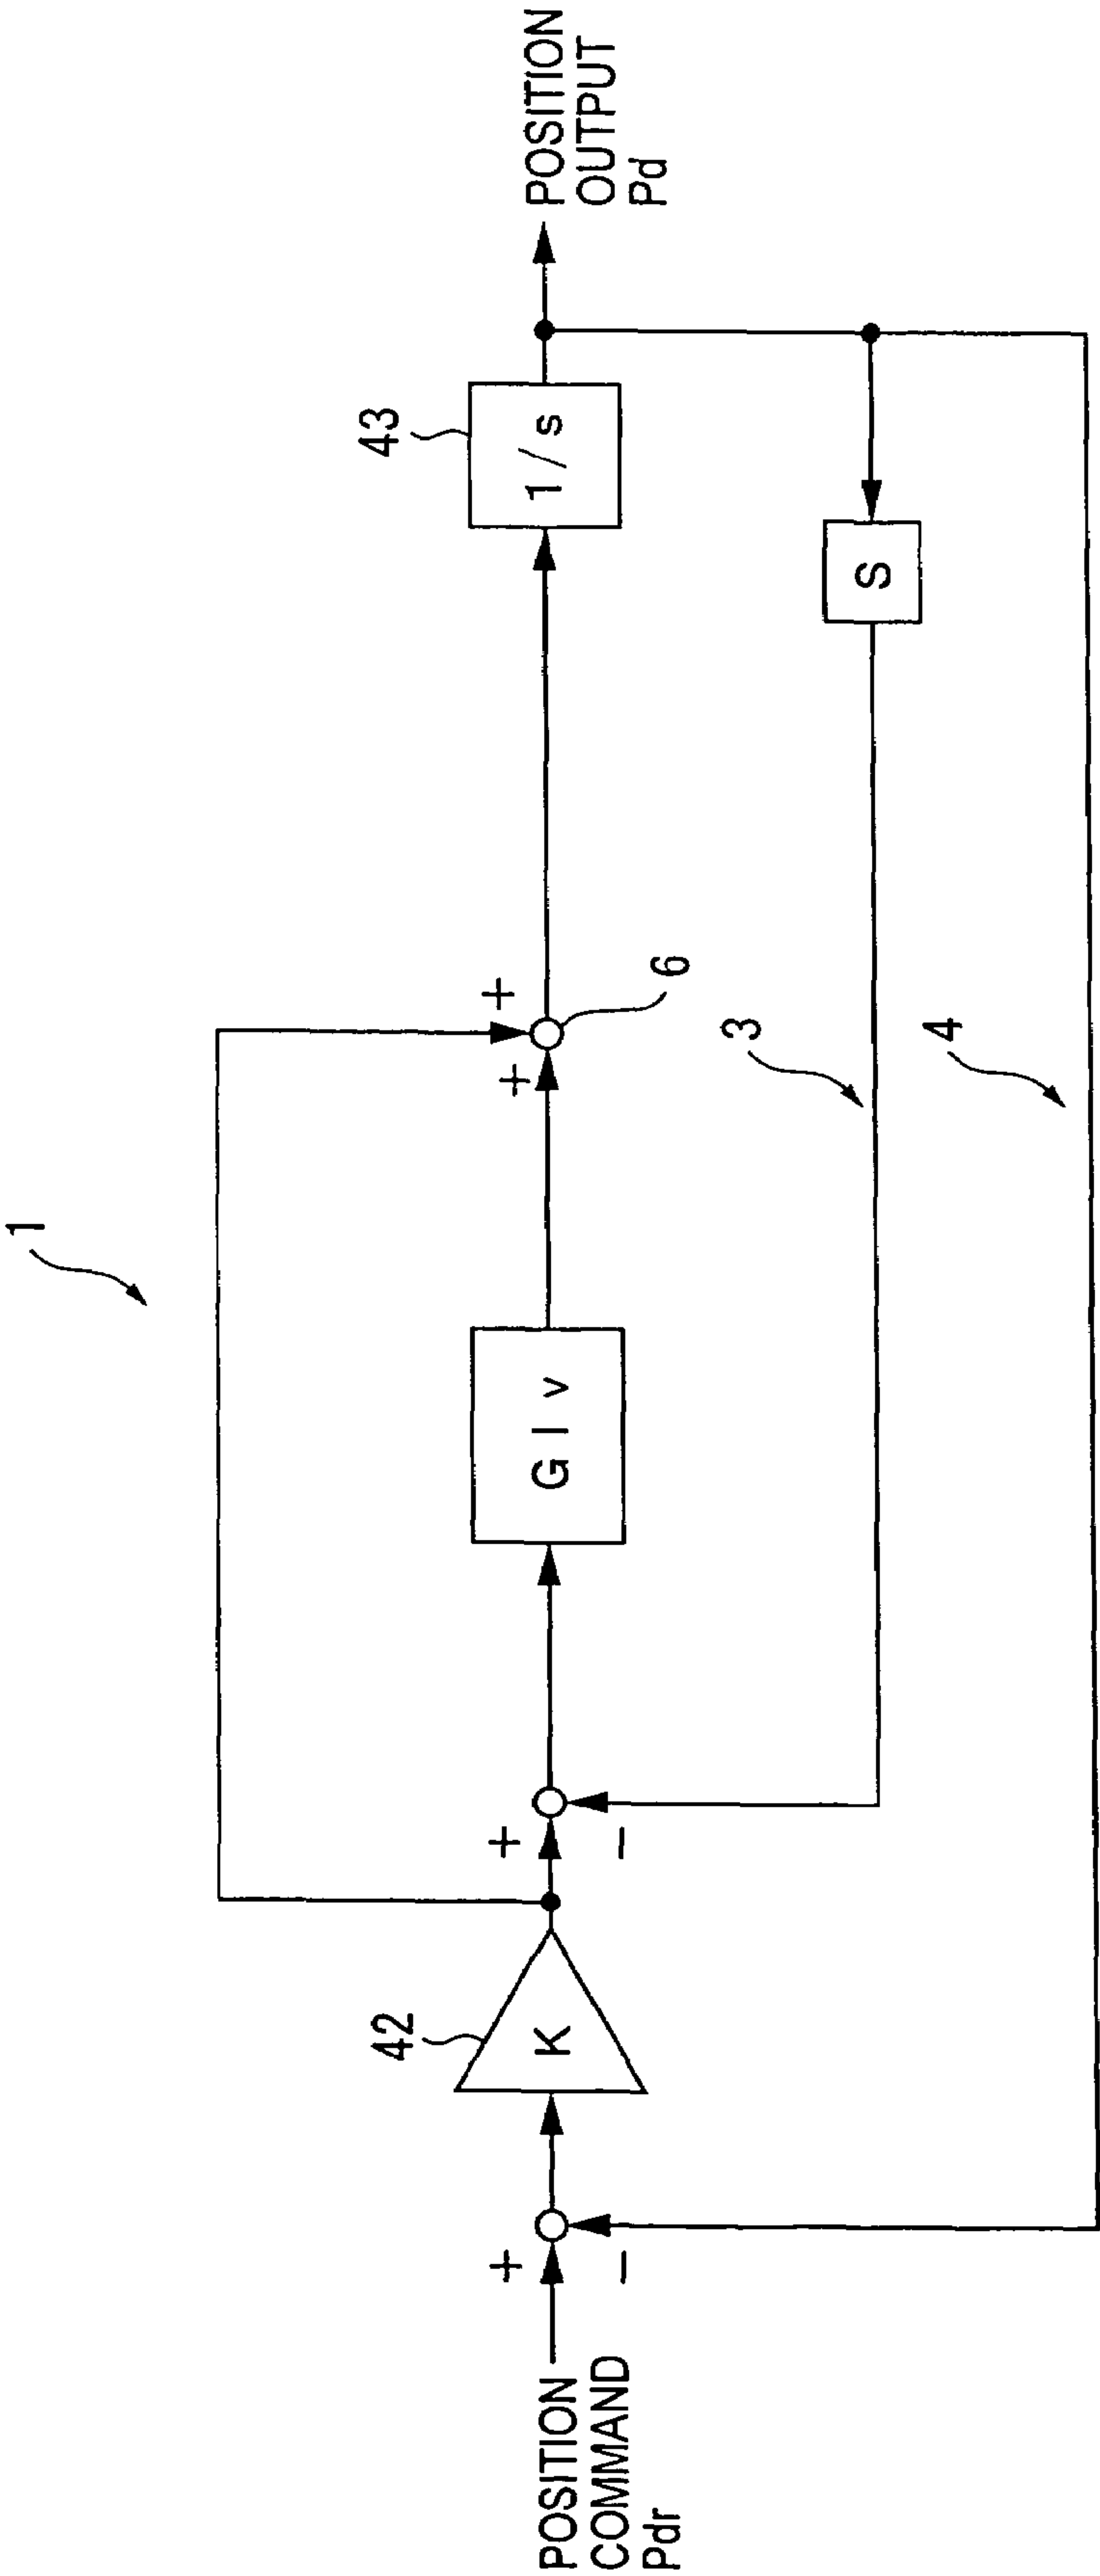 1
POSITION
COMMAND
Pdr
+
−
42
K
+
−
G I v
+
+
6
43
1/s
POSITION
OUTPUT
Pd
S
3
4